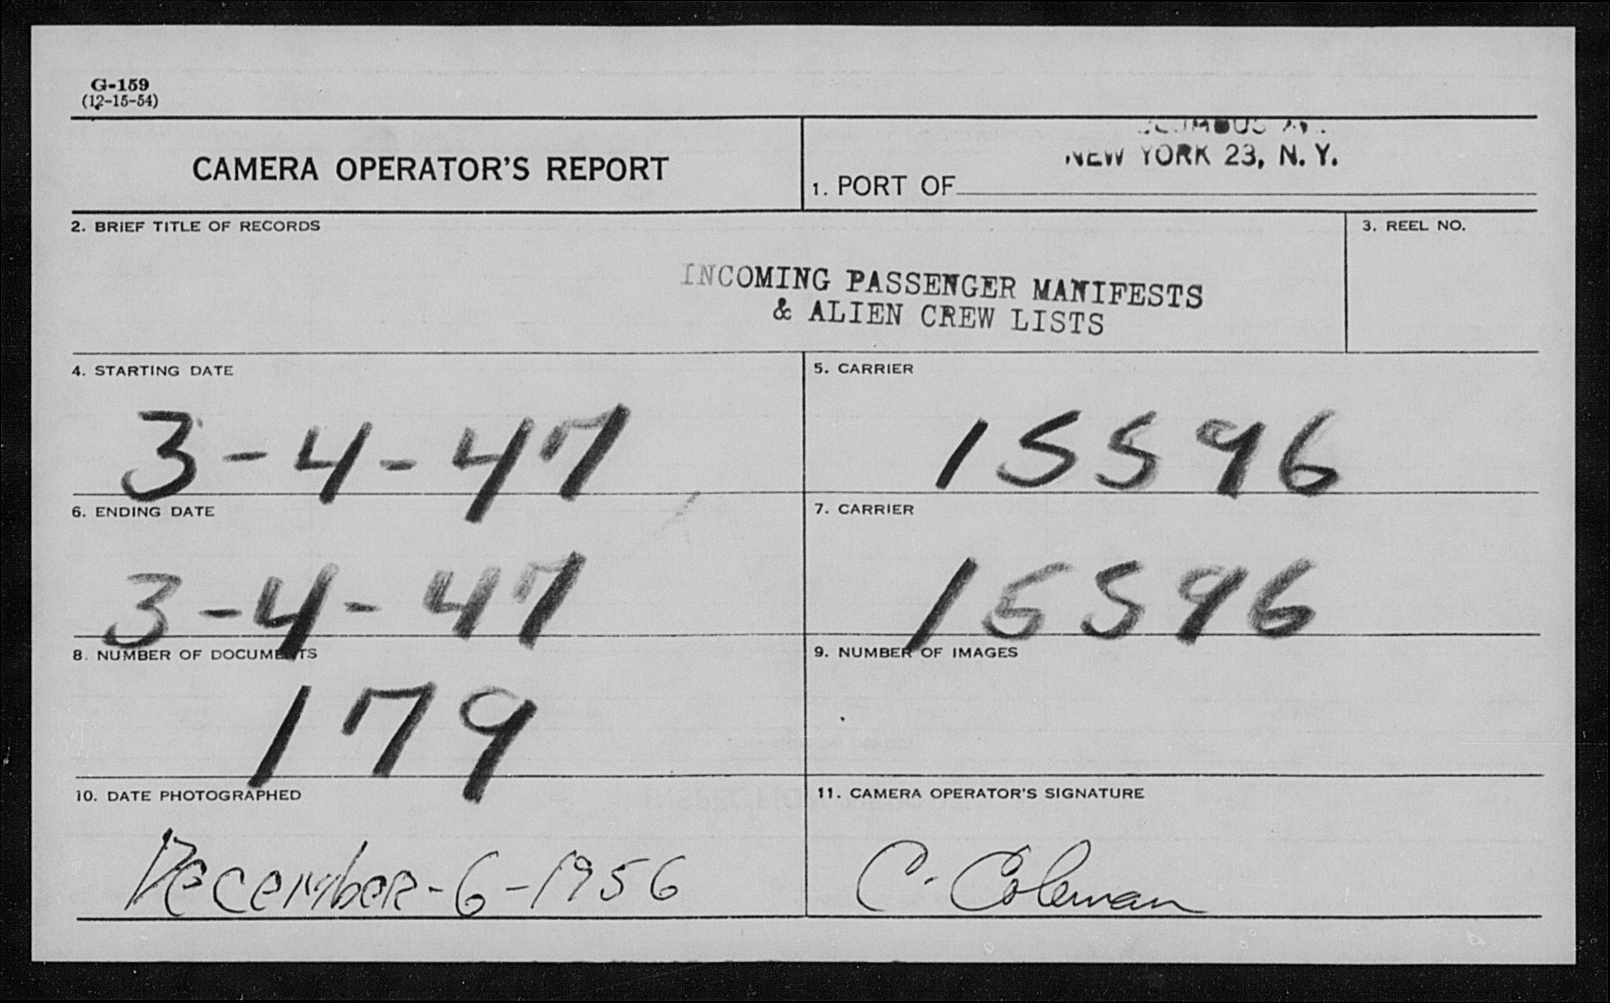 G-159
(12-15-54)
CAMERA OPERATOR'S REPORT
NEW YORK 23, N. Y.
1. PORT OF
2. BRIEF TITLE OF RECORDS
3. REEL NO.
INCOMING PASSENGER MANIFESTS
& ALIEN CREW LISTS
4. STARTING DATE
3-4-47
5. CARRIER
15596
6. ENDING DATE
3-4-47
7. CARRIER
15596
8. NUMBER OF DOCUMENTS
179
9. NUMBER OF IMAGES
10. DATE PHOTOGRAPHED
December-6-1956
11. CAMERA OPERATOR'S SIGNATURE
C. Coleman